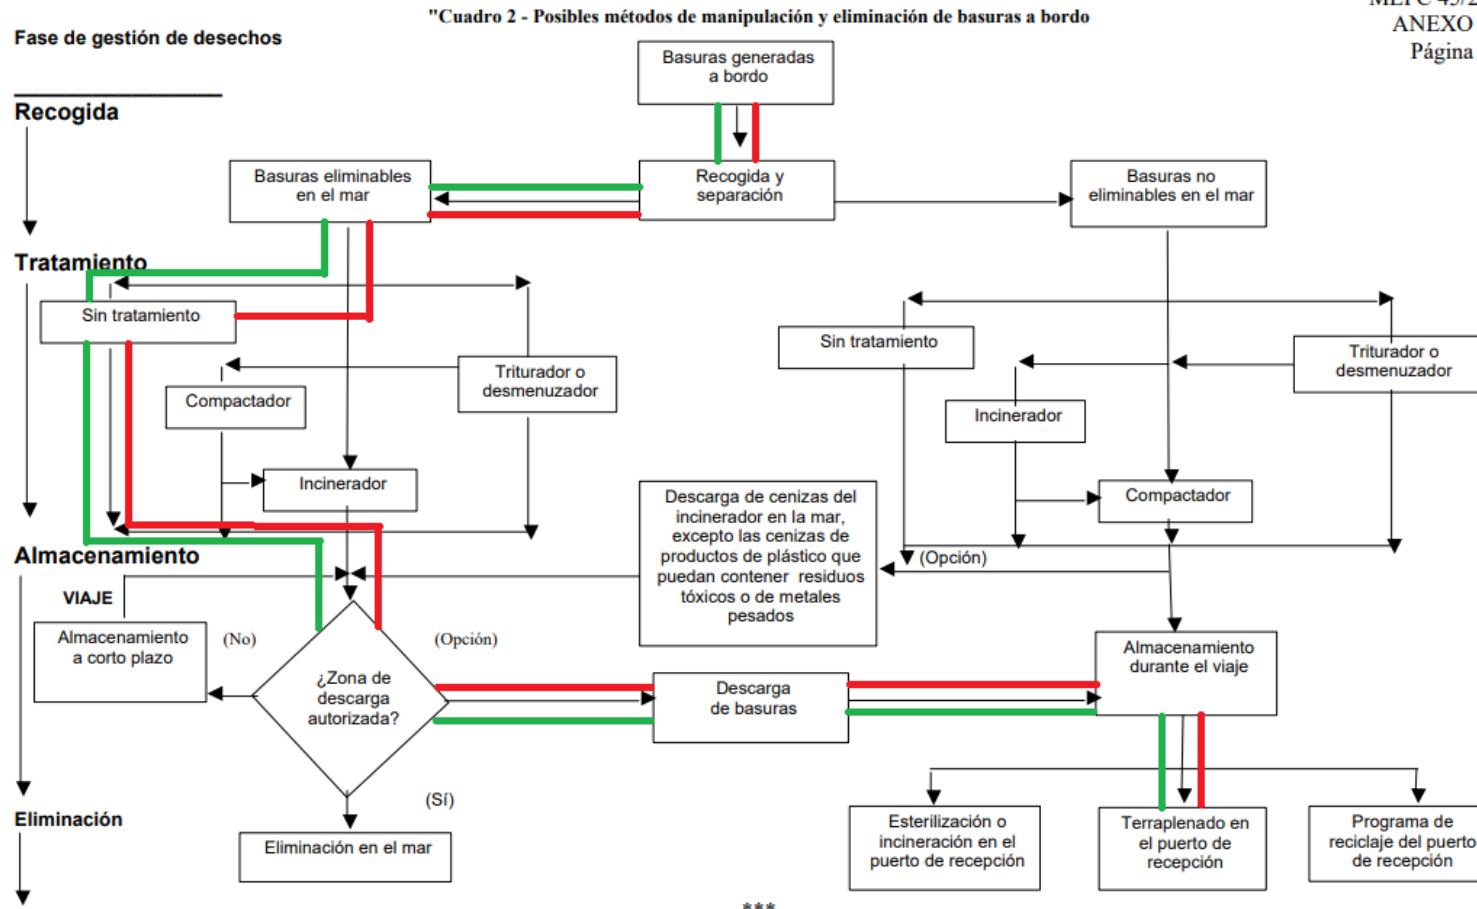 "Cuadro 2 - Posibles métodos de manipulación y eliminación de basuras a bordo
ANEXO
Página
Fase de gestión de desechos
Basuras generadas
a bordo
Recogida
Basuras eliminables
en el mar
Recogida y
separación
Basuras no
eliminables en el mar
Tratamiento
Sin tratamiento
Triturador o
desmenuzador
Compactador
Incinerador
Sin tratamiento
Triturador o
desmenuzador
Incinerador
Compactador
Descarga de cenizas del
incinerador en la mar,
excepto las cenizas de
productos de plástico que
puedan contener residuos
tóxicos o de metales
pesados
(Opción)
Almacenamiento
VIAJE
Almacenamiento
a corto plazo
(No)
(Opción)
¿Zona de
descarga
autorizada?
Descarga
de basuras
Almacenamiento
durante el viaje
(Sí)
Eliminación
Eliminación en el mar
Esterilización o
incineración en el
puerto de recepción
Terraplenado en
el puerto de
recepción
Programa de
reciclaje del puerto
de recepción
***